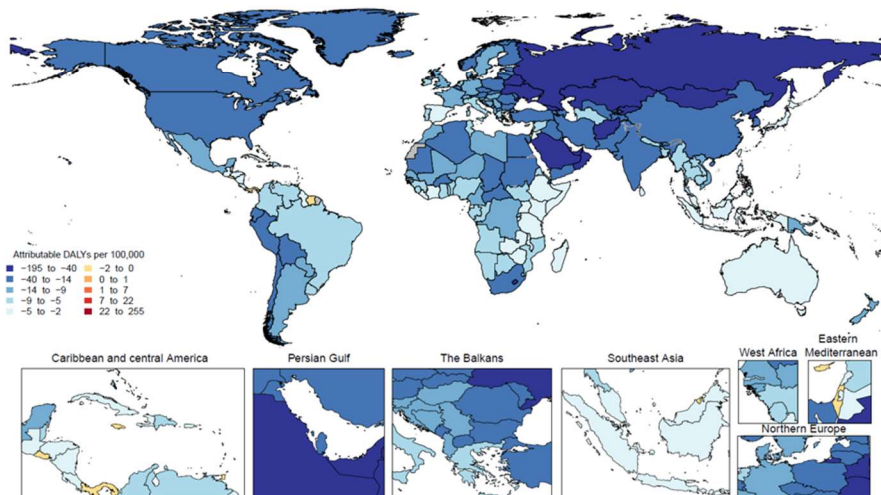 Attributable DALYs per 100,000
−195 to −40
−40 to −14
−14 to −9
−9 to −5
−5 to −2
−2 to 0
0 to 1
1 to 7
7 to 22
22 to 255
Caribbean and central America
Persian Gulf
The Balkans
Southeast Asia
West Africa
Eastern
Mediterranean
Northern Europe